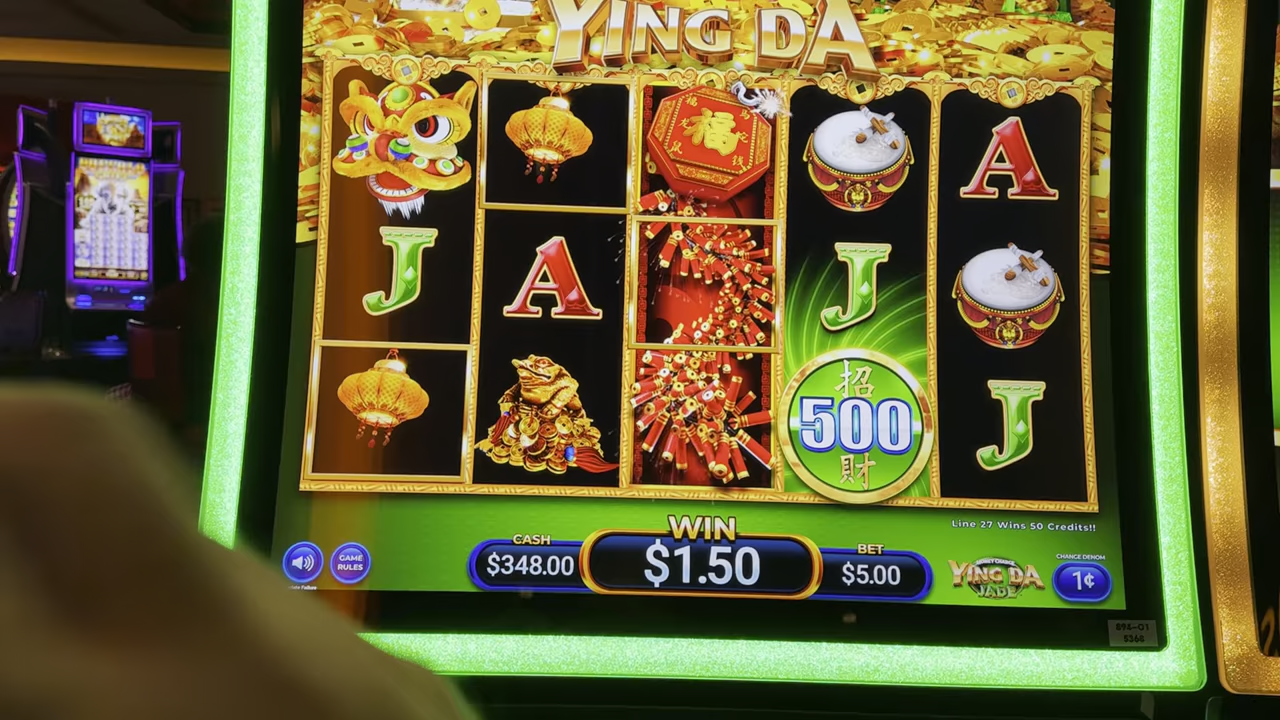 YING DA
福
A
J
A
J
招
500
財
J
Line 27 Wins 50 Credits!!
WIN
CASH
$348.00
$1.50
BET
$5.00
GAME
RULES
YING DA
JADE
CHANGE DENOM
1¢